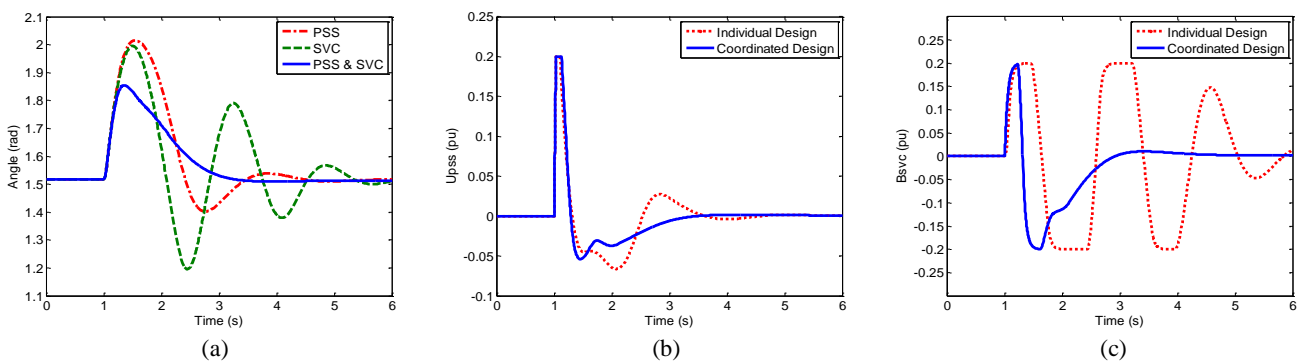 2.1
2
1.9
1.8
1.7
1.6
1.5
1.4
1.3
1.2
1.1
0 1 2 3 4 5 6
Angle (rad)
Time (s)
PSS
SVC
PSS & SVC
(a)
0.25
0.2
0.15
0.1
0.05
0
-0.05
-0.1
0 1 2 3 4 5 6
Upss (pu)
Time (s)
Individual Design
Coordinated Design
(b)
0.25
0.2
0.15
0.1
0.05
0
-0.05
-0.1
-0.15
-0.2
-0.25
0 1 2 3 4 5 6
Bsvc (pu)
Time (s)
Individual Design
Coordinated Design
(c)